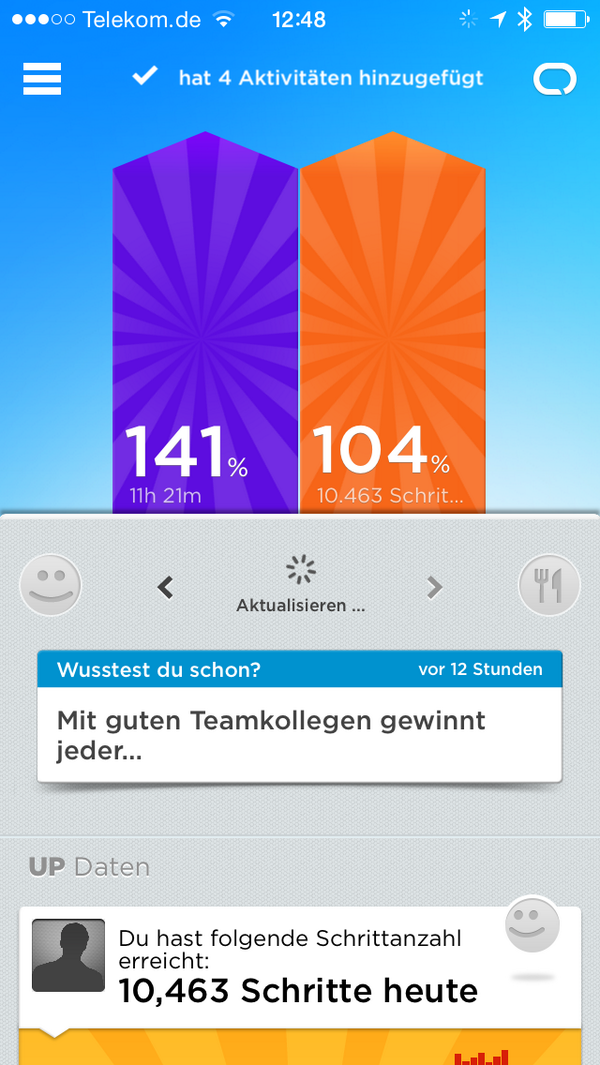 Telekom.de 12:48
hat 4 Aktivitäten hinzugefügt
141% 104%
11h 21m 10.463 Schrit...
Aktualisieren ...
Wusstest du schon? vor 12 Stunden
Mit guten Teamkollegen gewinnt
jeder...
UP Daten
Du hast folgende Schrittanzahl
erreicht:
10,463 Schritte heute